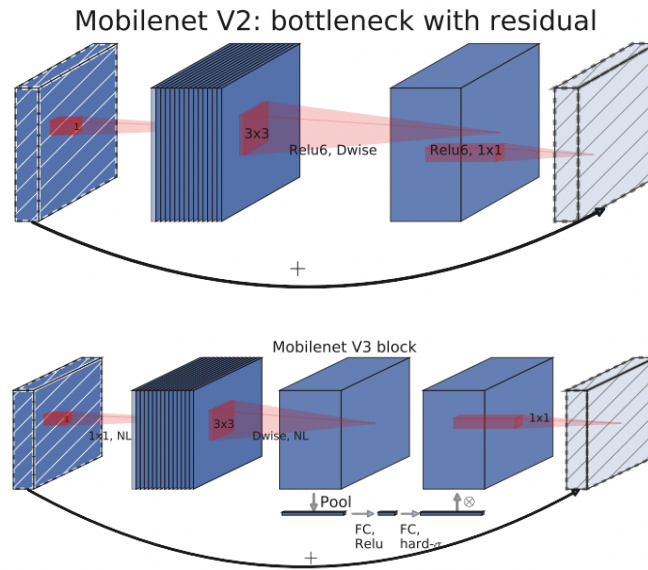 Mobilenet V2: bottleneck with residual
1
3x3
Relu6, Dwise
Relu6, 1x1
+
Mobilenet V3 block
1
1x1, NL
3x3
Dwise, NL
1x1
Pool
⊗
FC,
Relu
FC,
hard-σ
+